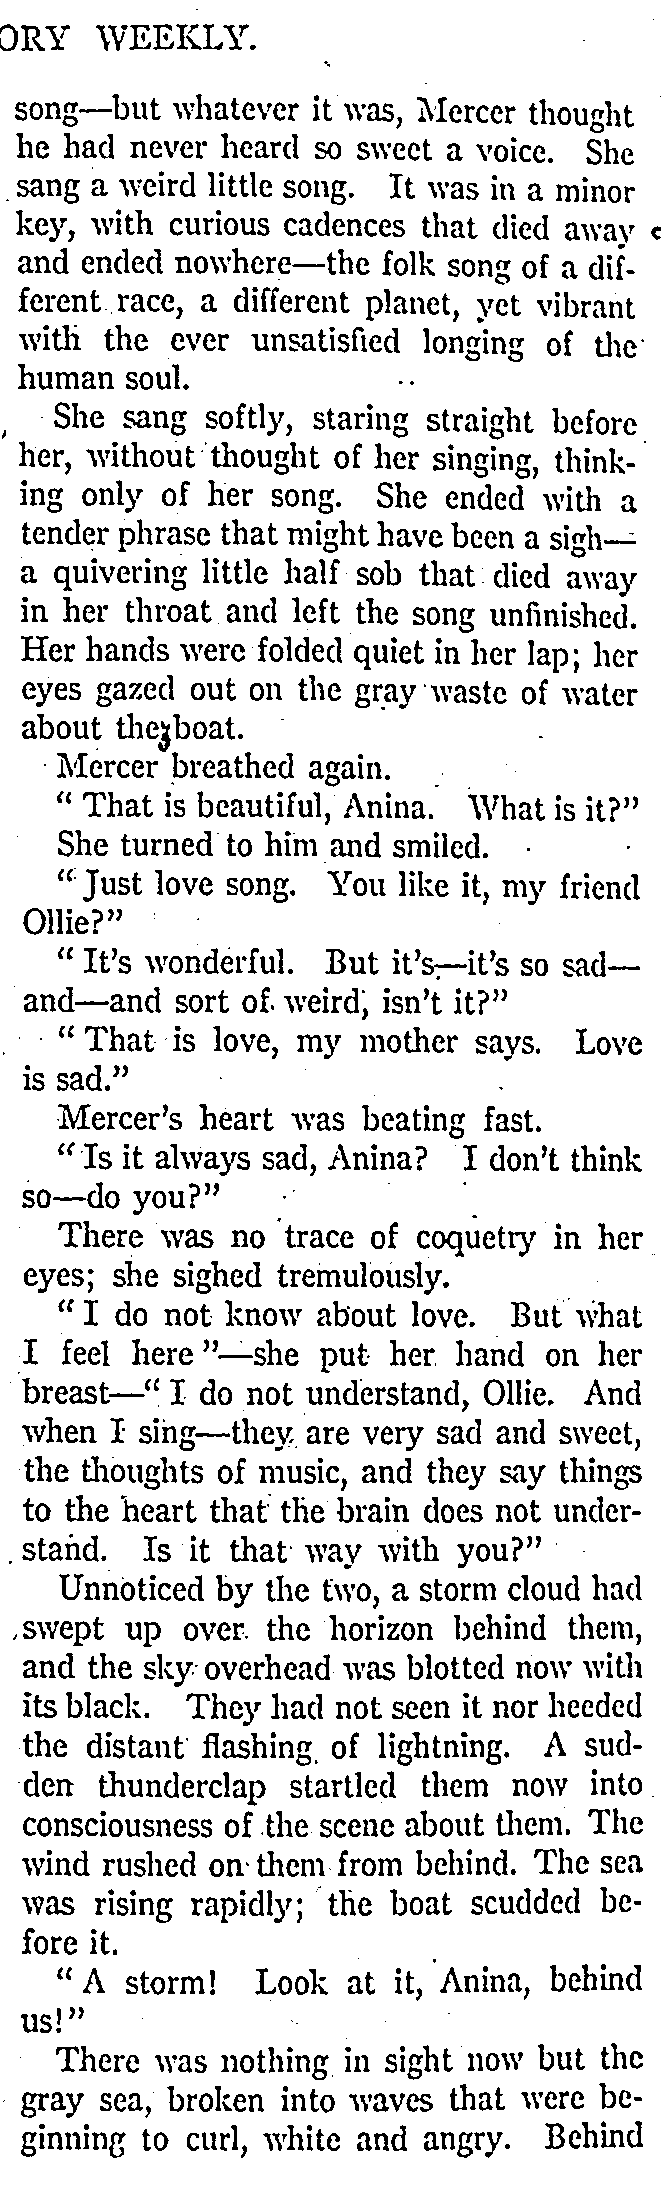 ORY WEEKLY.
song—but whatever it was, Mercer thought
he had never heard so sweet a voice. She
sang a weird little song. It was in a minor
key, with curious cadences that died away
and ended nowhere—the folk song of a dif-
ferent race, a different planet, yet vibrant
with the ever unsatisfied longing of the
human soul.
She sang softly, staring straight before
her, without thought of her singing, think-
ing only of her song. She ended with a
tender phrase that might have been a sigh—
a quivering little half sob that died away
in her throat and left the song unfinished.
Her hands were folded quiet in her lap; her
eyes gazed out on the gray waste of water
about the boat.
Mercer breathed again.
“ That is beautiful, Anina. What is it?”
She turned to him and smiled.
“ Just love song. You like it, my friend
Ollie?”
“ It's wonderful. But it's—it's so sad—
and—and sort of weird, isn't it?”
“ That is love, my mother says. Love
is sad.”
Mercer's heart was beating fast.
“ Is it always sad, Anina? I don't think
so—do you?”
There was no trace of coquetry in her
eyes; she sighed tremulously.
“ I do not know about love. But what
I feel here ”—she put her hand on her
breast—“ I do not understand, Ollie. And
when I sing—they are very sad and sweet,
the thoughts of music, and they say things
to the heart that the brain does not under-
stand. Is it that way with you?”
Unnoticed by the two, a storm cloud had
swept up over the horizon behind them,
and the sky overhead was blotted now with
its black. They had not seen it nor heeded
the distant flashing of lightning. A sud-
den thunderclap startled them now into
consciousness of the scene about them. The
wind rushed on them from behind. The sea
was rising rapidly; the boat scudded be-
fore it.
“ A storm! Look at it, Anina, behind
us!”
There was nothing in sight now but the
gray sea, broken into waves that were be-
ginning to curl, white and angry. Behind